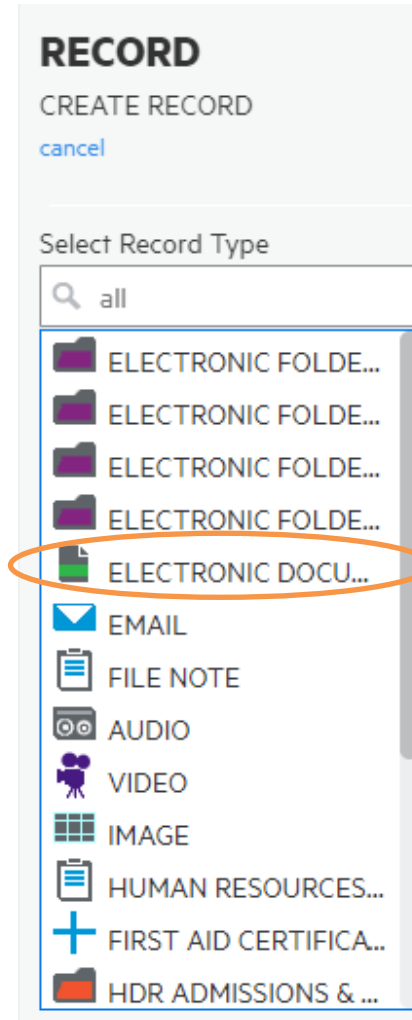 RECORD
CREATE RECORD
cancel
Select Record Type
all
ELECTRONIC FOLDE...
ELECTRONIC FOLDE...
ELECTRONIC FOLDE...
ELECTRONIC FOLDE...
ELECTRONIC DOCU...
EMAIL
FILE NOTE
AUDIO
VIDEO
IMAGE
HUMAN RESOURCES...
FIRST AID CERTIFICA...
HDR ADMISSIONS & ...